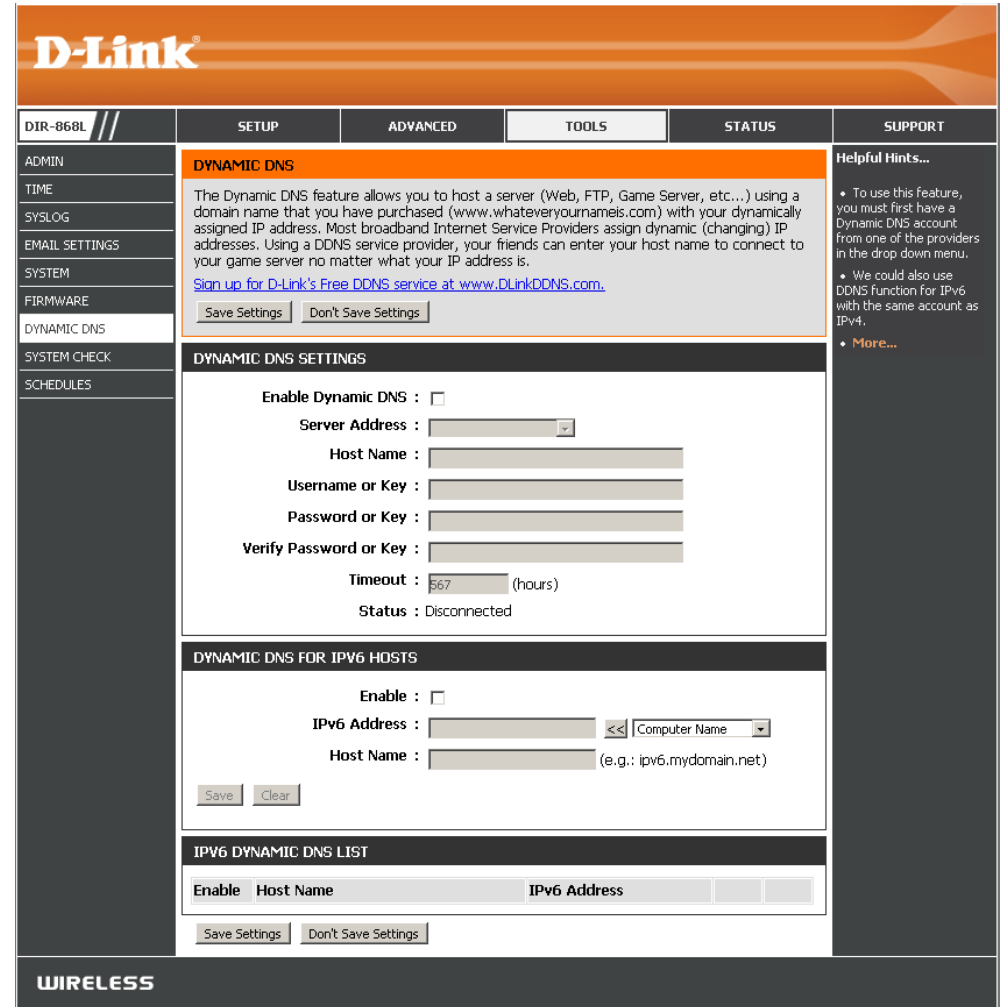 D-Link®
DIR-868L
SETUP
ADVANCED
TOOLS
STATUS
SUPPORT
ADMIN
TIME
SYSLOG
EMAIL SETTINGS
SYSTEM
FIRMWARE
DYNAMIC DNS
SYSTEM CHECK
SCHEDULES
DYNAMIC DNS
The Dynamic DNS feature allows you to host a server (Web, FTP, Game Server, etc...) using a
domain name that you have purchased (www.whateveryournameis.com) with your dynamically
assigned IP address. Most broadband Internet Service Providers assign dynamic (changing) IP
addresses. Using a DDNS service provider, your friends can enter your host name to connect to
your game server no matter what your IP address is.
Sign up for D-Link's Free DDNS service at www.DLinkDDNS.com.
Save Settings
Don't Save Settings
DYNAMIC DNS SETTINGS
Enable Dynamic DNS :
Server Address :
Host Name :
Username or Key :
Password or Key :
Verify Password or Key :
Timeout : 567 (hours)
Status : Disconnected
DYNAMIC DNS FOR IPV6 HOSTS
Enable :
IPv6 Address : << Computer Name
Host Name : (e.g.: ipv6.mydomain.net)
Save
Clear
IPV6 DYNAMIC DNS LIST
Enable Host Name IPv6 Address
Save Settings
Don't Save Settings
Helpful Hints...
• To use this feature,
you must first have a
Dynamic DNS account
from one of the providers
in the drop down menu.
• We could also use
DDNS function for IPv6
with the same account as
IPv4.
• More...
WIRELESS